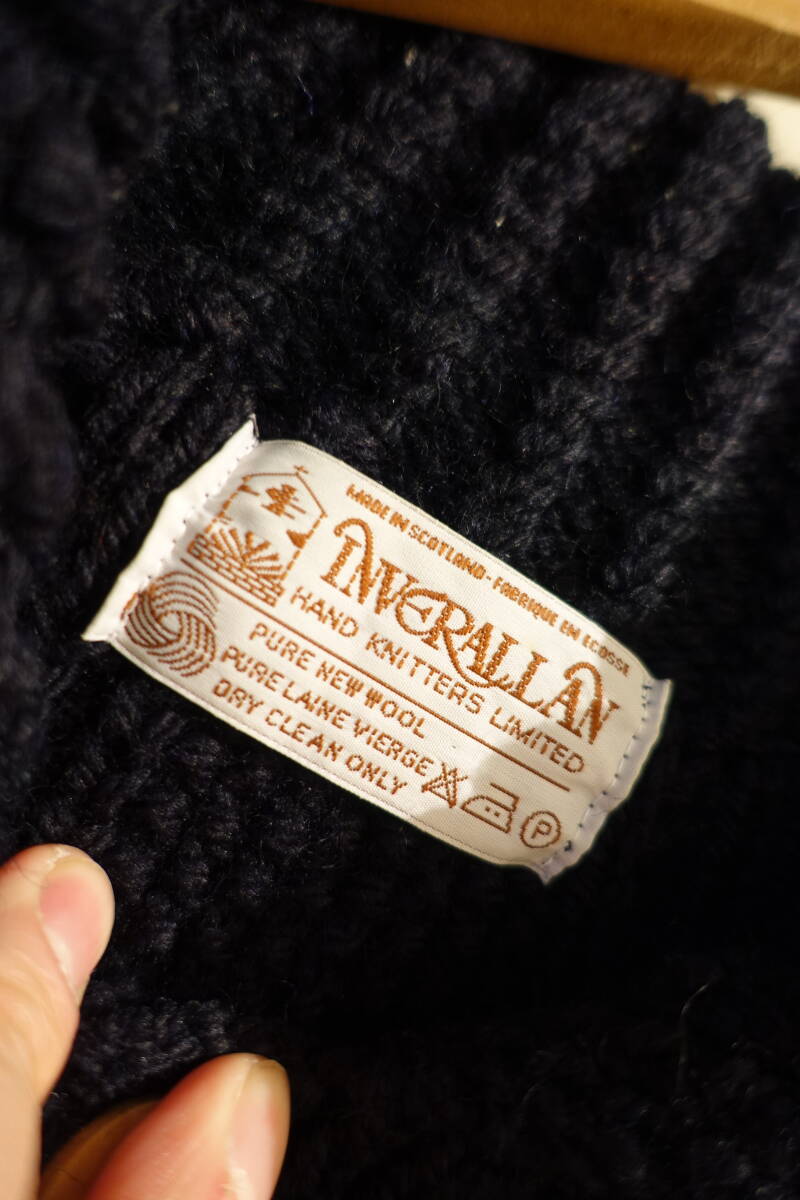 MADE IN SCOTLAND - FABRIQUE EN ECOSSE
INVERALLAN
HAND KNITTERS LIMITED
PURE NEW WOOL
PURE LAINE VIERGE
DRY CLEAN ONLY
P